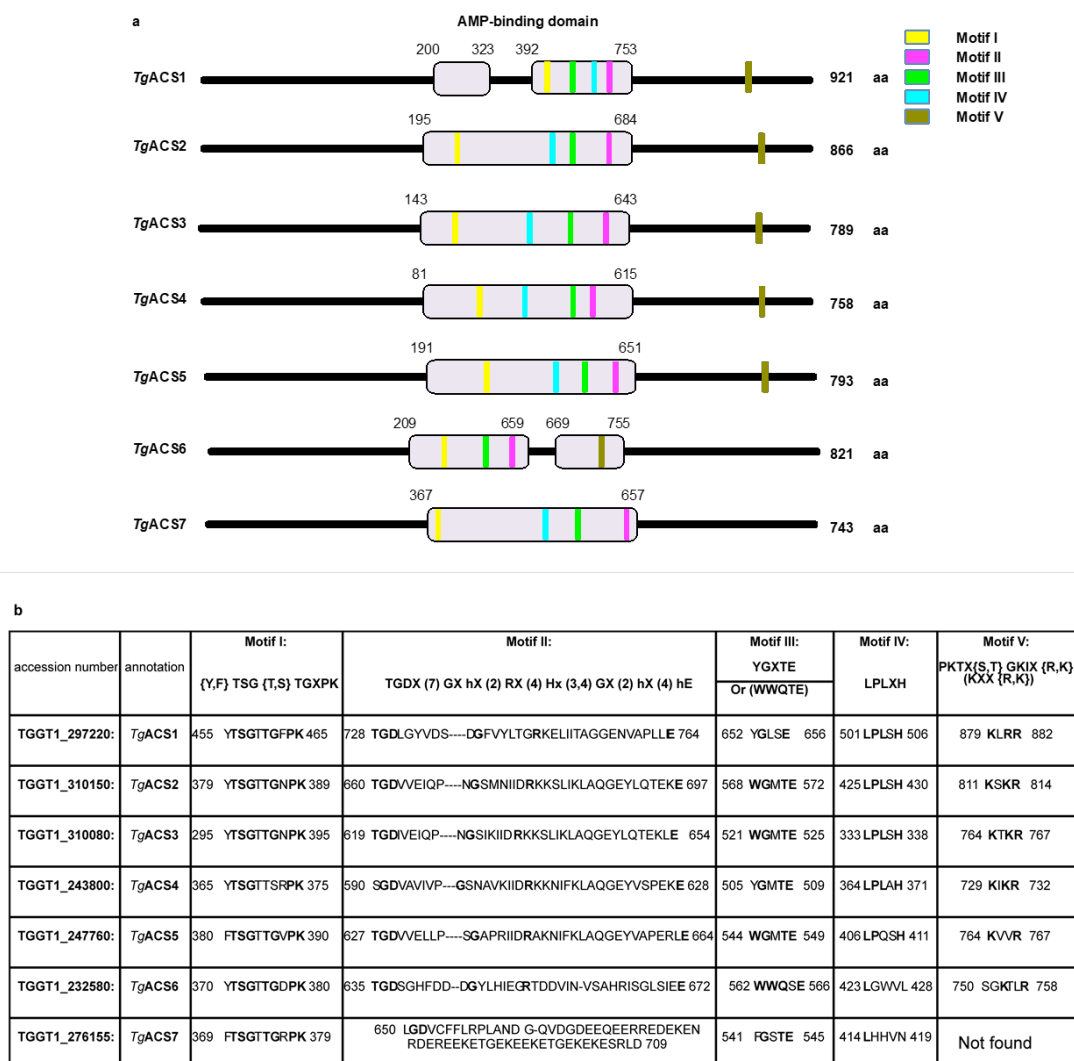 a
AMP-binding domain
Motif I
Motif II
Motif III
Motif IV
Motif V
200 323 392 753
TgACS1 921 aa
195 684
TgACS2 866 aa
143 643
TgACS3 789 aa
81 615
TgACS4 758 aa
191 651
TgACS5 793 aa
209 659 669 755
TgACS6 821 aa
367 657
TgACS7 743 aa
b
accession number annotation Motif I: Motif II: Motif III: Motif IV: Motif V:
{Y,F} TSG {T,S} TGXPK TGDX (7) GX hX (2) RX (4) Hx (3,4) GX (2) hX (4) hE YGXTE LPLXH PKTX{S,T} GKIX {R,K}
Or (WWQTE) (KXX {R,K})
TGGT1_297220: TgACS1 455 YTSGTTGFPK 465 728 TGDLGYVDS----DGFVYLTGRKELIITAGGENVAPLLE 764 652 YGLSE 656 501 LPLSH 506 879 KLRR 882
TGGT1_310150: TgACS2 379 YTSGTTGNPK 389 660 TGDVVEIQP----NGSMNIIDRKKSLIKLAQGEYLQTEKE 697 568 WGMTE 572 425 LPLSH 430 811 KSKR 814
TGGT1_310080: TgACS3 295 YTSGTTGNPK 395 619 TGDIVEIQP---NGSIKIIDRKKSLIKLAQGEYLQTEKLE 654 521 WGMTE 525 333 LPLSH 338 764 KTKR 767
TGGT1_243800: TgACS4 365 YTSGTTSRPK 375 590 SGDVAVIVP---GSNAVKIIDRKKNIFKLAQGEYVSPEKE 628 505 YGMTE 509 364 LPLAH 371 729 KIKR 732
TGGT1_247760: TgACS5 380 FTSGTTGVPK 390 627 TGDVVELLP----SGAPRIIDRAKNIFKLAQGEYVAPERLE 664 544 WGMTE 549 406 LPQSH 411 764 KVVR 767
TGGT1_232580: TgACS6 370 YTSGTTGDPK 380 635 TGDSGHFDD--DGYLHIEGRTDDVIN-VSAHRISGLSIEE 672 562 WWQSE 566 423 LGWVL 428 750 SGKTLR 758
TGGT1_276155: TgACS7 369 FTSGTTGRPK 379 650 LGDVCFFLRPLAND G-QVDGDEEQEERREDEKEN 541 FGSTE 545 414 LHHVN 419 Not found
RDEREEKETGEKEEKETGEKEKESRLD 709